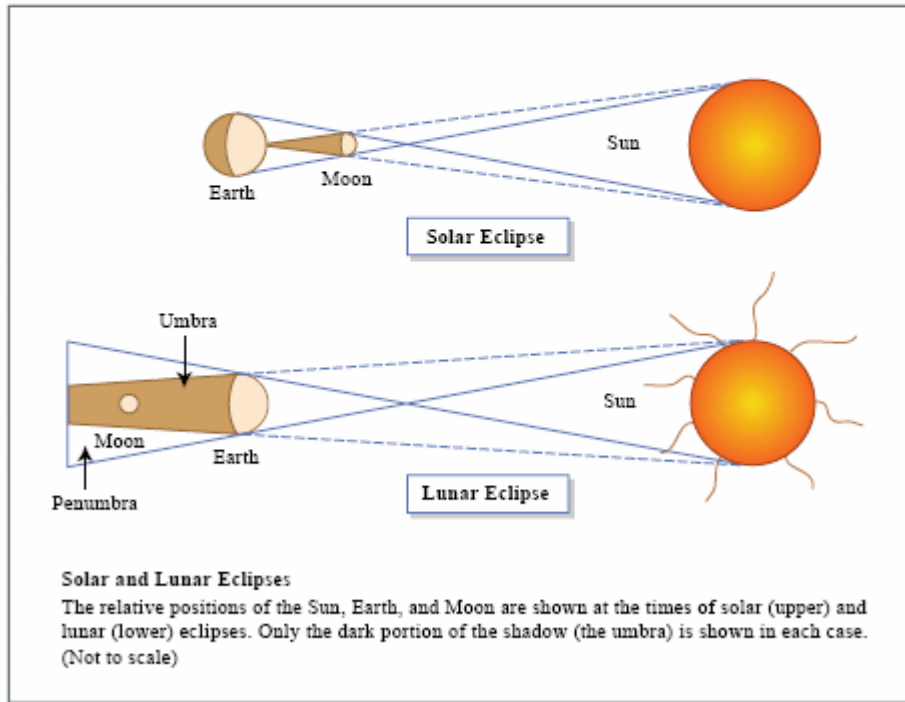 Sun
Earth
Moon
Solar Eclipse
Umbra
Sun
Moon
Earth
Penumbra
Lunar Eclipse
Solar and Lunar Eclipses
The relative positions of the Sun, Earth, and Moon are shown at the times of solar (upper) and
lunar (lower) eclipses. Only the dark portion of the shadow (the umbra) is shown in each case.
(Not to scale)